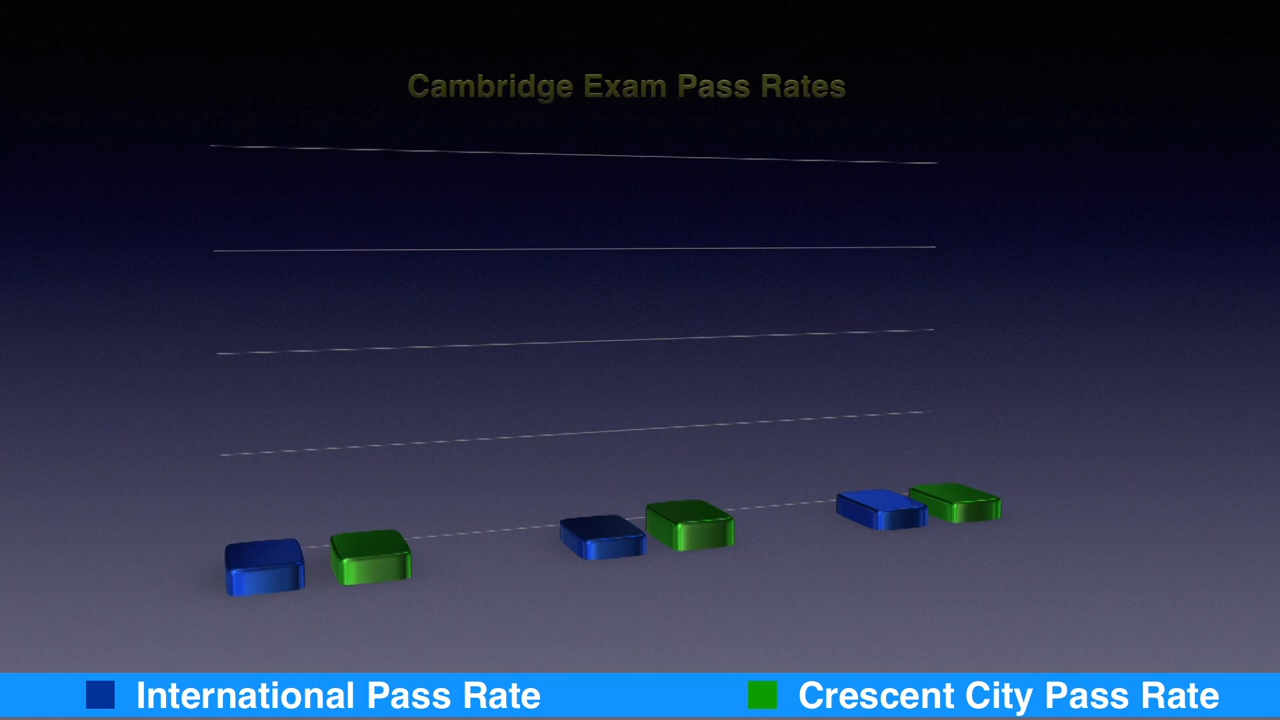 Cambridge Exam Pass Rates
International Pass Rate
Crescent City Pass Rate